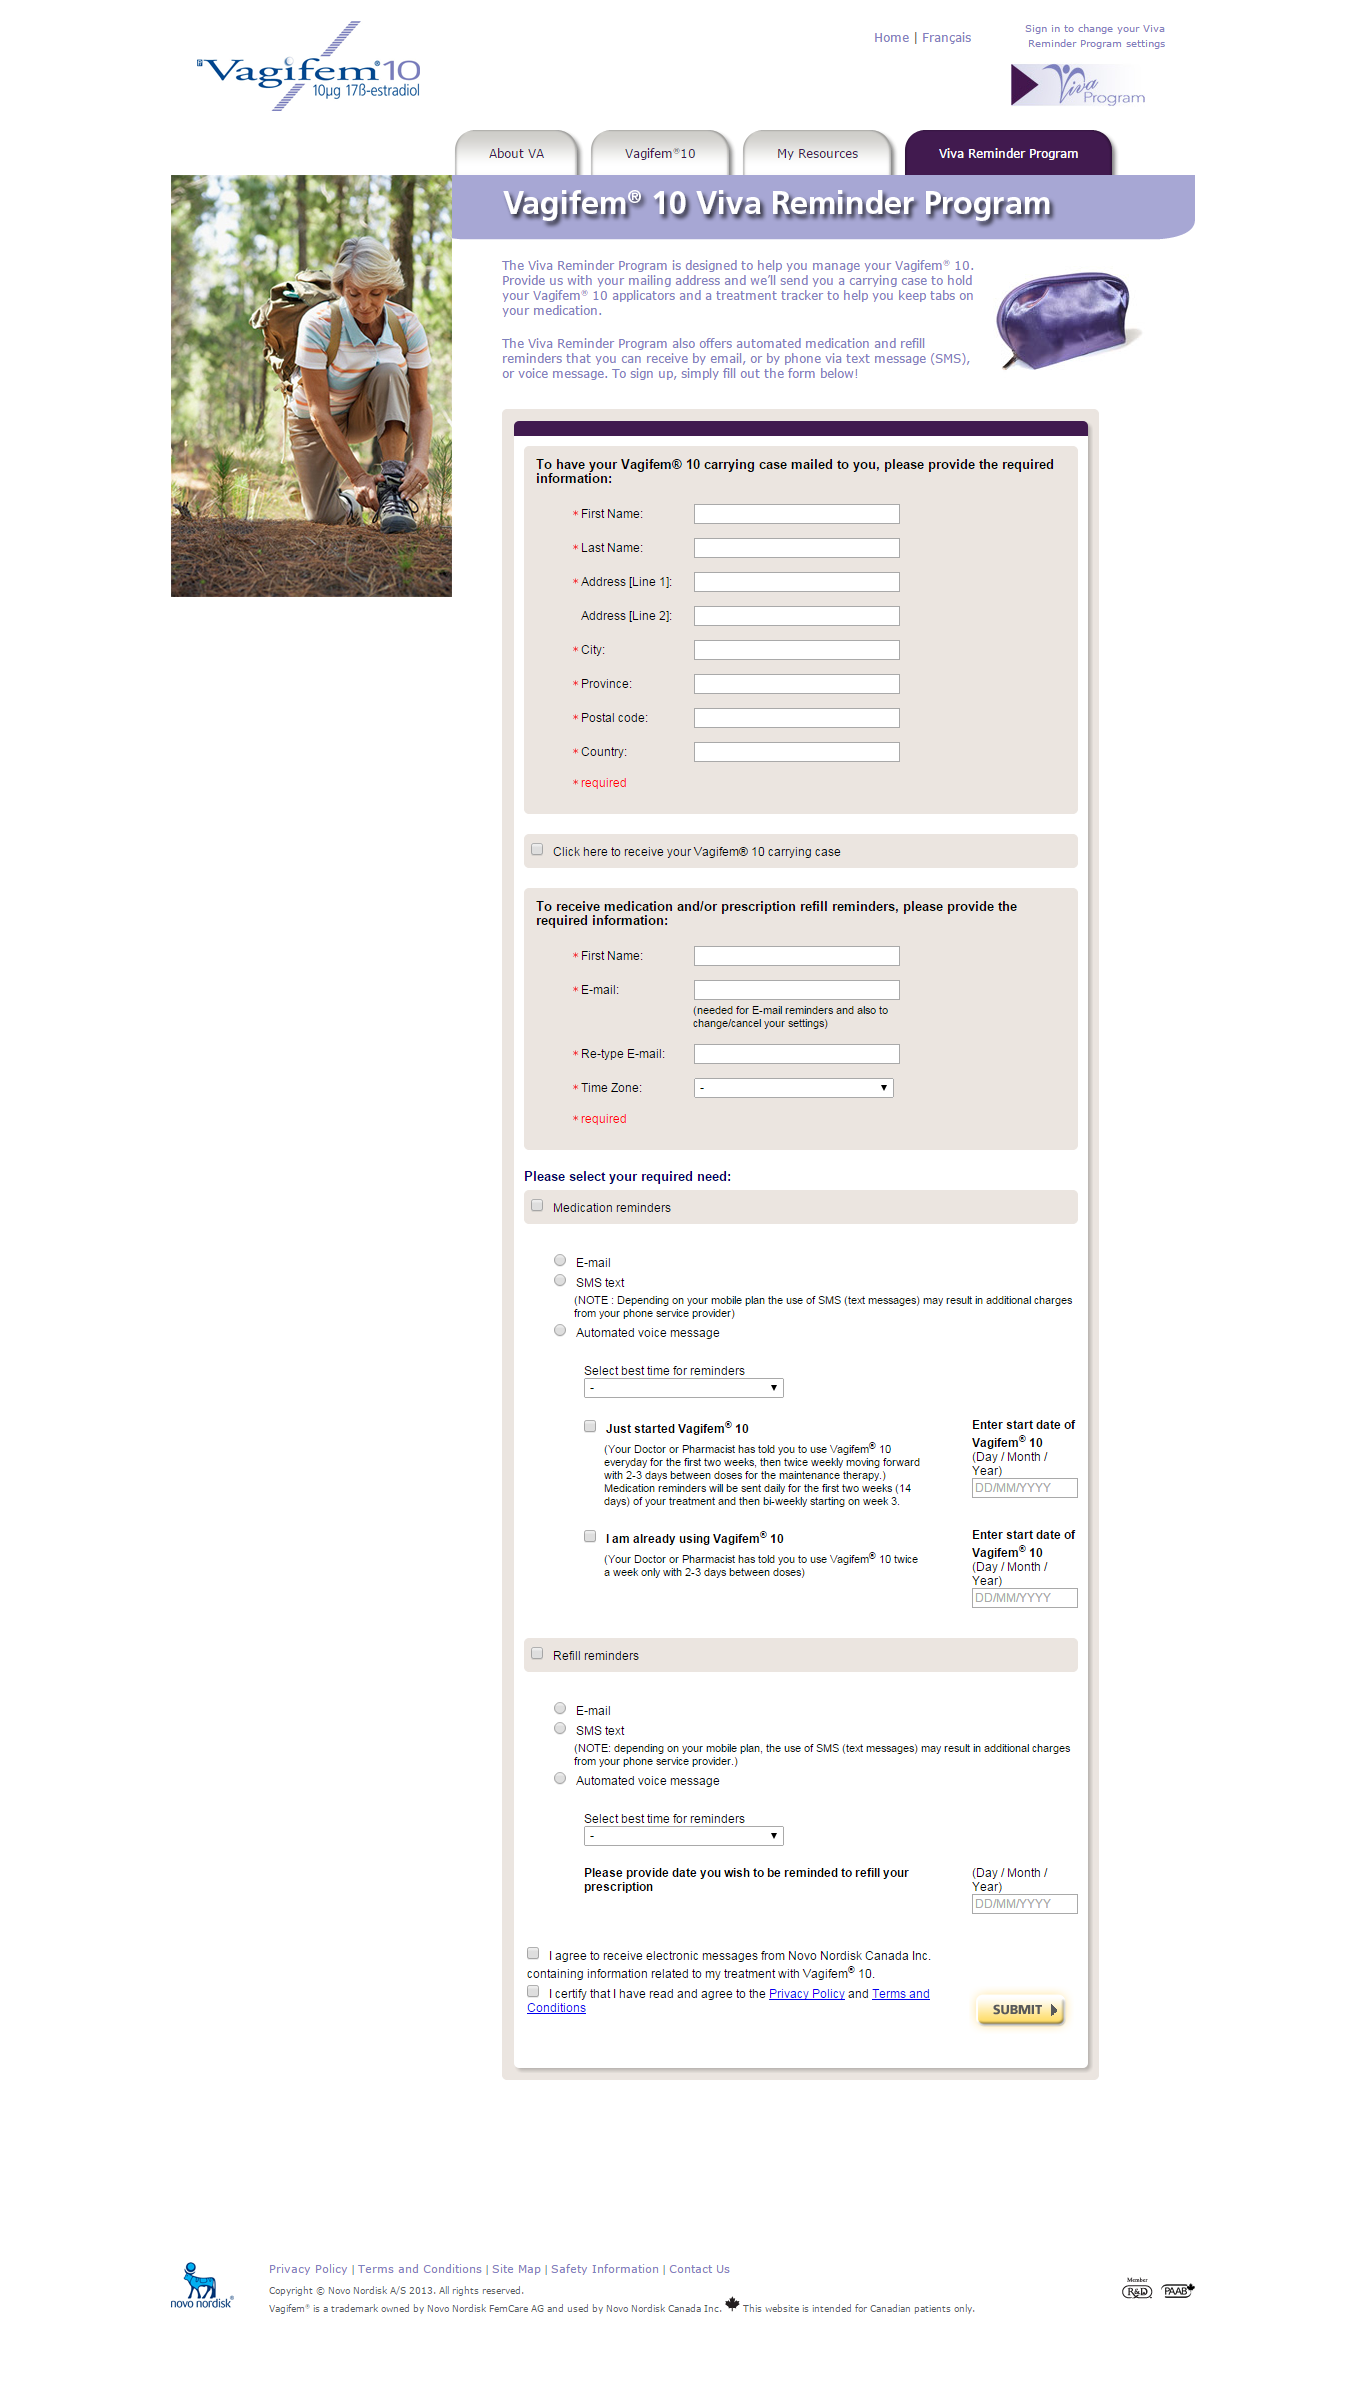 Vagifem®10
10µg 17ß-estradiol
Home | Français
Sign in to change your Viva
Reminder Program settings
Viva
Program
About VA
Vagifem®10
My Resources
Viva Reminder Program
Vagifem® 10 Viva Reminder Program
The Viva Reminder Program is designed to help you manage your Vagifem® 10.
Provide us with your mailing address and we'll send you a carrying case to hold
your Vagifem® 10 applicators and a treatment tracker to help you keep tabs on
your medication.
The Viva Reminder Program also offers automated medication and refill
reminders that you can receive by email, or by phone via text message (SMS),
or voice message. To sign up, simply fill out the form below!
To have your Vagifem® 10 carrying case mailed to you, please provide the required
information:
* First Name:
* Last Name:
* Address [Line 1]:
Address [Line 2]:
* City:
* Province:
* Postal code:
* Country:
* required
Click here to receive your Vagifem® 10 carrying case
To receive medication and/or prescription refill reminders, please provide the
required information:
* First Name:
* E-mail:
(needed for E-mail reminders and also to
change/cancel your settings)
* Re-type E-mail:
* Time Zone:
-
* required
Please select your required need:
Medication reminders
E-mail
SMS text
(NOTE : Depending on your mobile plan the use of SMS (text messages) may result in additional charges
from your phone service provider)
Automated voice message
Select best time for reminders
-
Just started Vagifem® 10
(Your Doctor or Pharmacist has told you to use Vagifem® 10
everyday for the first two weeks, then twice weekly moving forward
with 2-3 days between doses for the maintenance therapy.)
Medication reminders will be sent daily for the first two weeks (14
days) of your treatment and then bi-weekly starting on week 3.
Enter start date of
Vagifem® 10
(Day / Month /
Year)
DD/MM/YYYY
I am already using Vagifem® 10
(Your Doctor or Pharmacist has told you to use Vagifem® 10 twice
a week only with 2-3 days between doses)
Enter start date of
Vagifem® 10
(Day / Month /
Year)
DD/MM/YYYY
Refill reminders
E-mail
SMS text
(NOTE: depending on your mobile plan, the use of SMS (text messages) may result in additional charges
from your phone service provider.)
Automated voice message
Select best time for reminders
-
Please provide date you wish to be reminded to refill your
prescription
(Day / Month /
Year)
DD/MM/YYYY
I agree to receive electronic messages from Novo Nordisk Canada Inc.
containing information related to my treatment with Vagifem® 10.
I certify that I have read and agree to the Privacy Policy and Terms and
Conditions
SUBMIT
novo nordisk®
Privacy Policy | Terms and Conditions | Site Map | Safety Information | Contact Us
Copyright © Novo Nordisk A/S 2013. All rights reserved.
Vagifem® is a trademark owned by Novo Nordisk FemCare AG and used by Novo Nordisk Canada Inc. This website is intended for Canadian patients only.
Member
R&D
PAAB